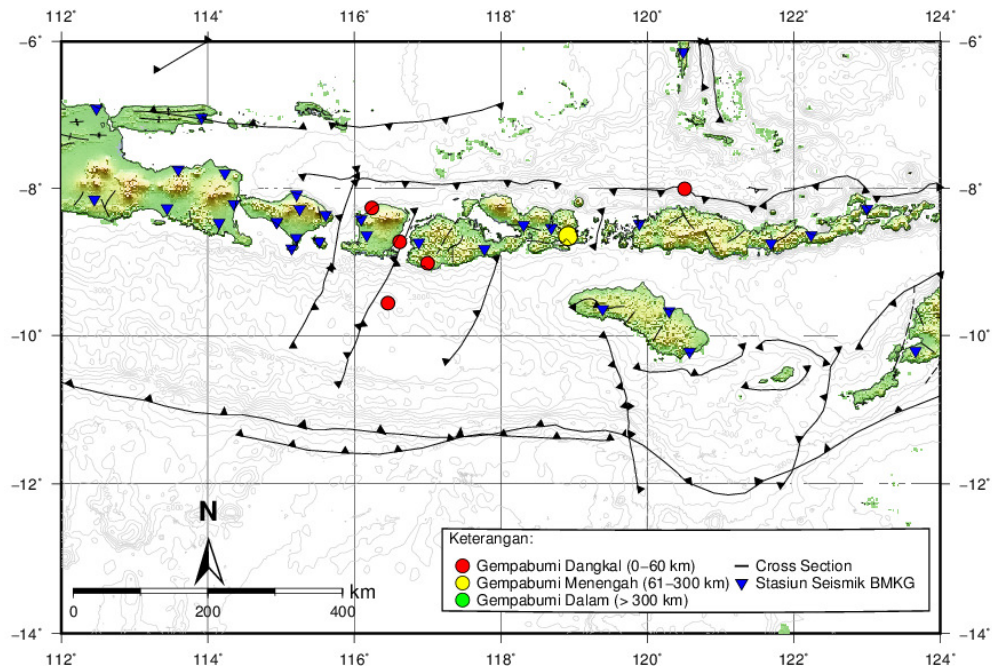 112° 114° 116° 118° 120° 122° 124°
−6° −6°
−8° −8°
−10° −10°
−12° −12°
−14° −14°
N
km
0 200 400
Keterangan:
Gempabumi Dangkal (0−60 km)
Gempabumi Menengah (61−300 km)
Gempabumi Dalam (> 300 km)
Cross Section
Stasiun Seismik BMKG
112° 114° 116° 118° 120° 122° 124°